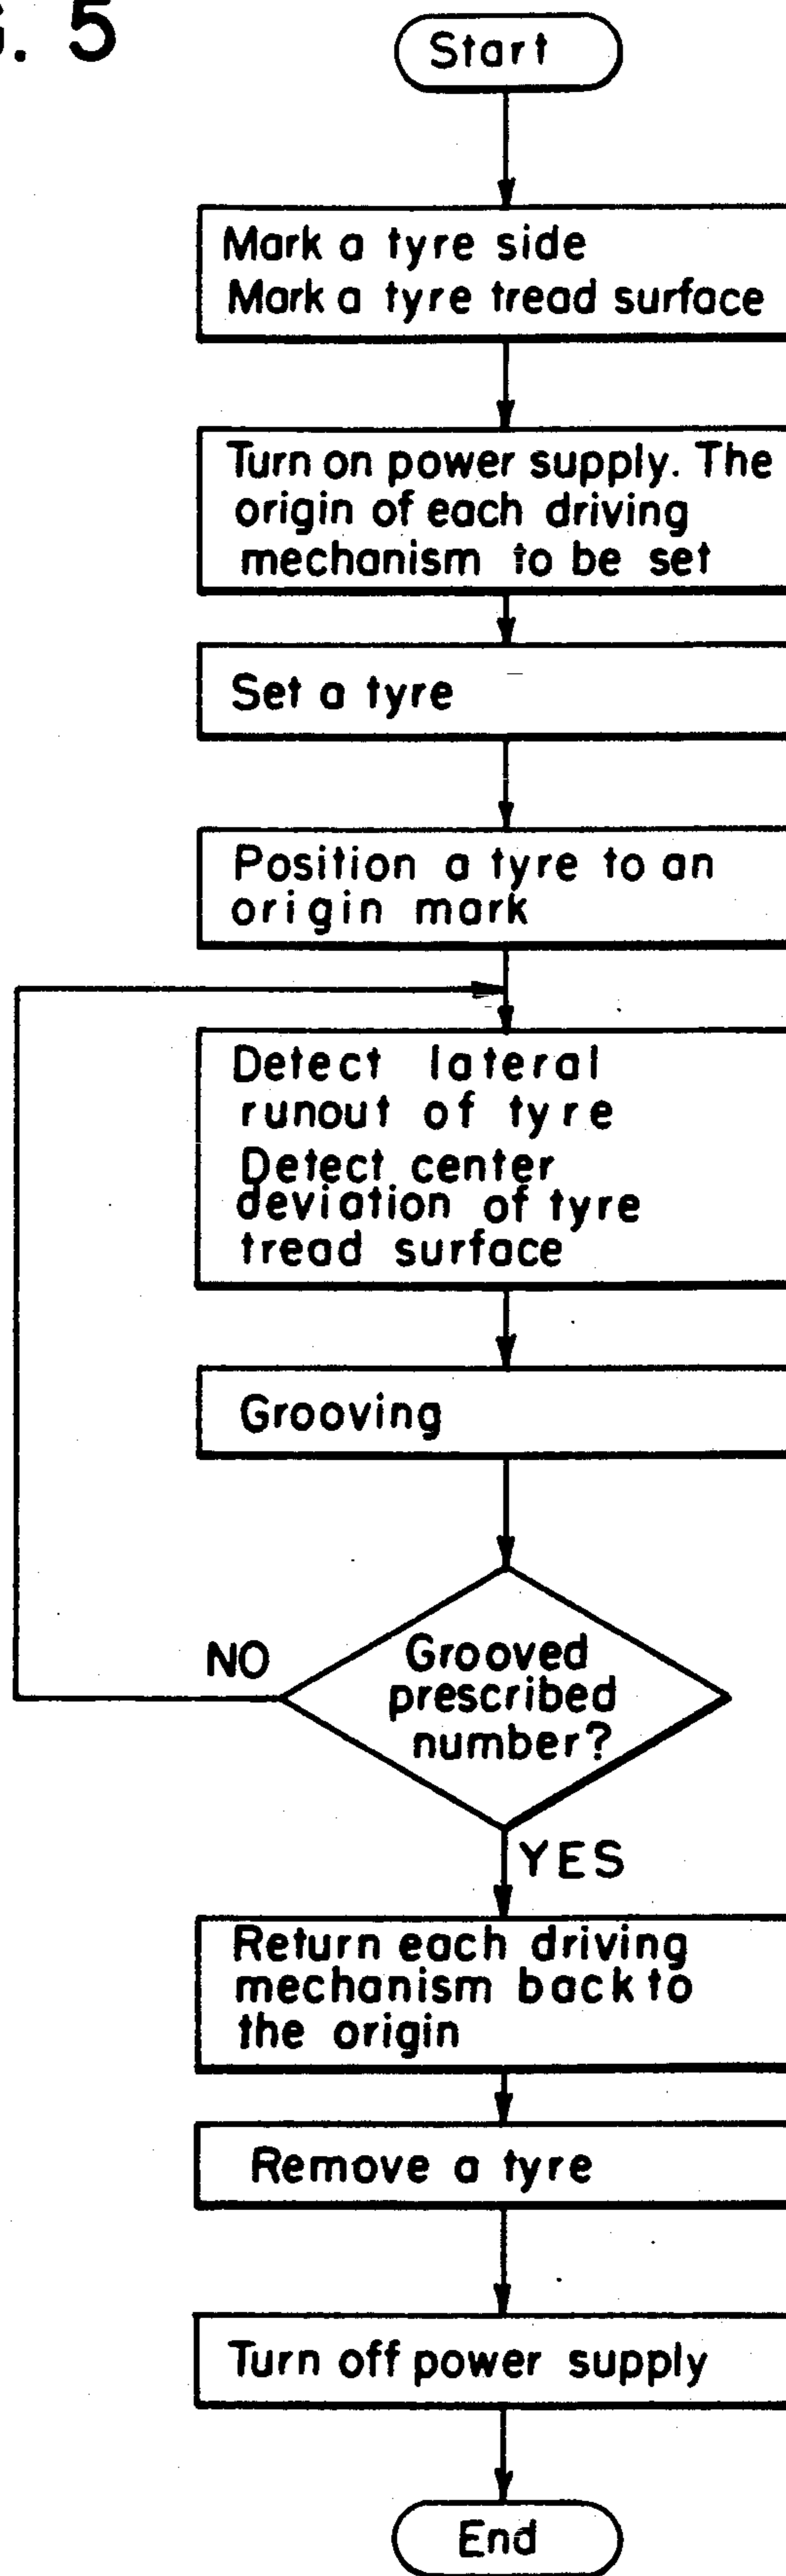 G. 5
Start
Mark a tyre side
Mark a tyre tread surface
Turn on power supply. The
origin of each driving
mechanism to be set
Set a tyre
Position a tyre to an
origin mark
Detect lateral
runout of tyre
Detect center
deviation of tyre
tread surface
Grooving
NO
Grooved
prescribed
number?
YES
Return each driving
mechanism back to
the origin
Remove a tyre
Turn off power supply
End